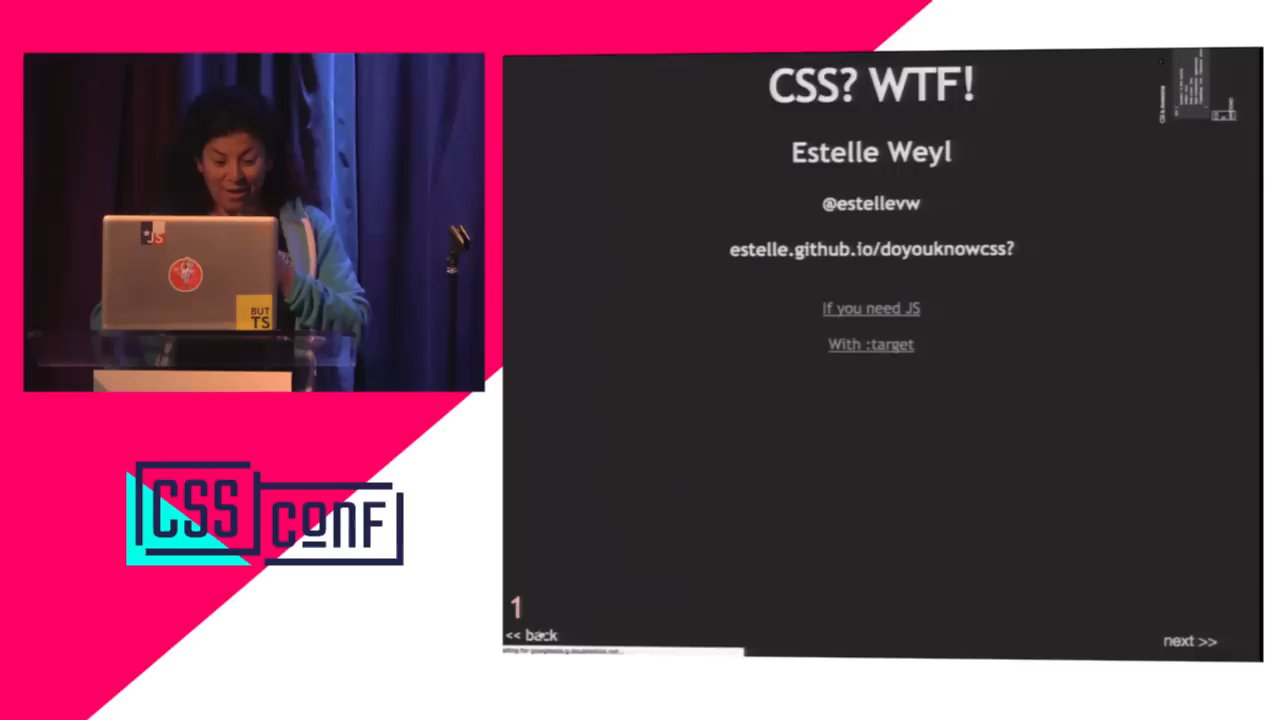 CSS? WTF!
Estelle Weyl
@estellevw
estelle.github.io/doyouknowcss?
If you need JS
With :target
1
<< back
next >>
JS
BUT
TS
CSS
CONF